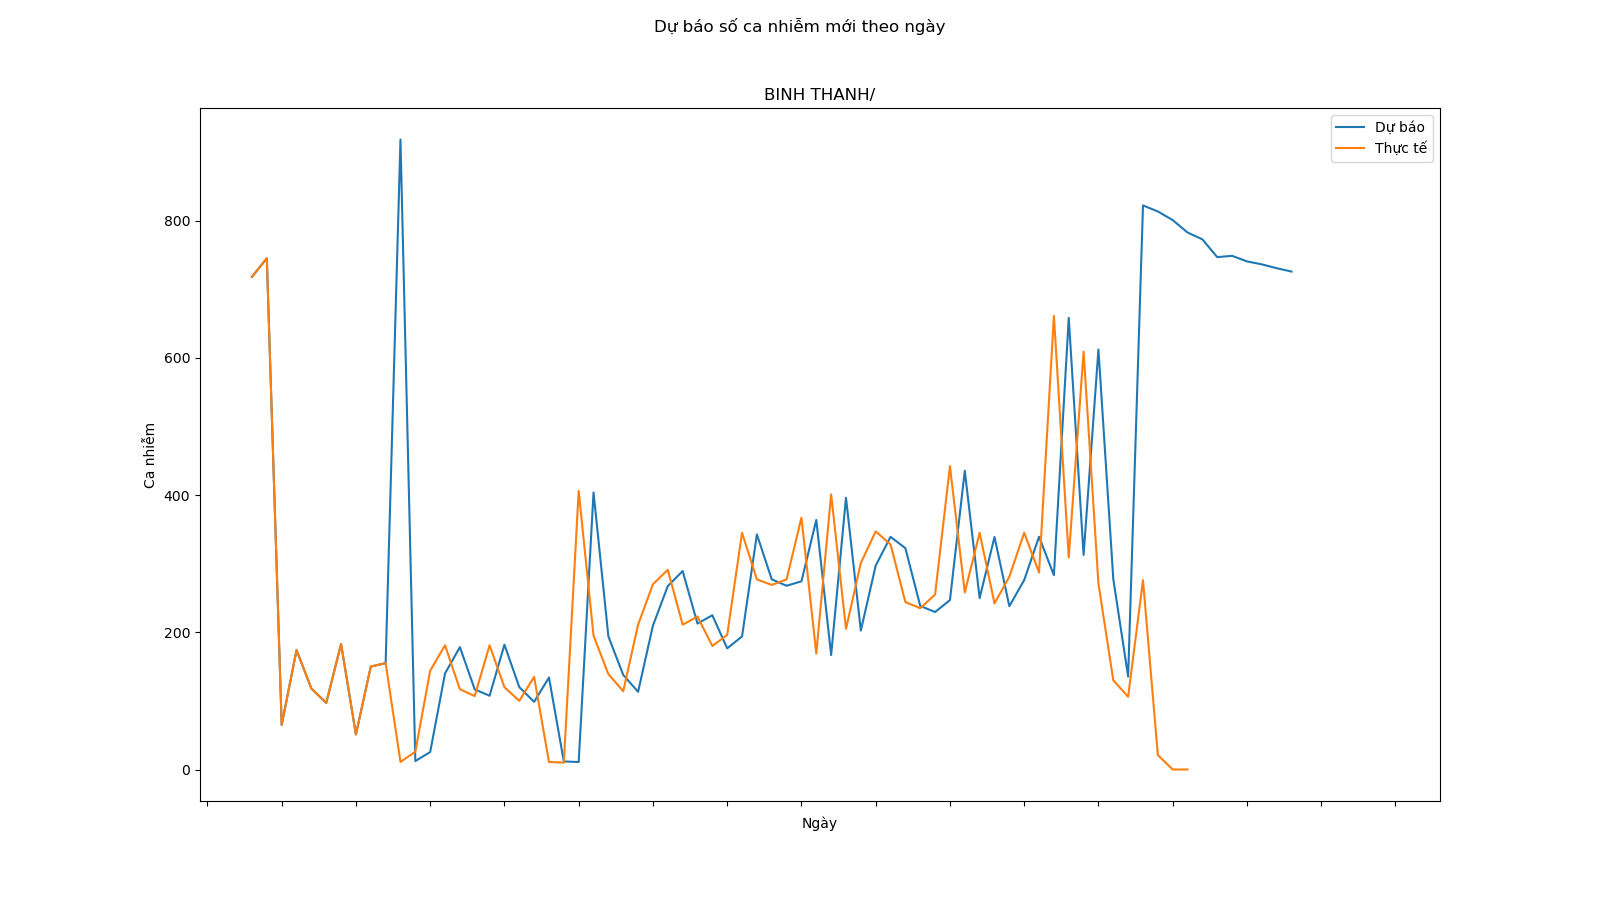 Dự báo số ca nhiễm mới theo ngày
BINH THANH/
Dự báo
Thực tế
800
600
400
200
0
Ca nhiễm
Ngày